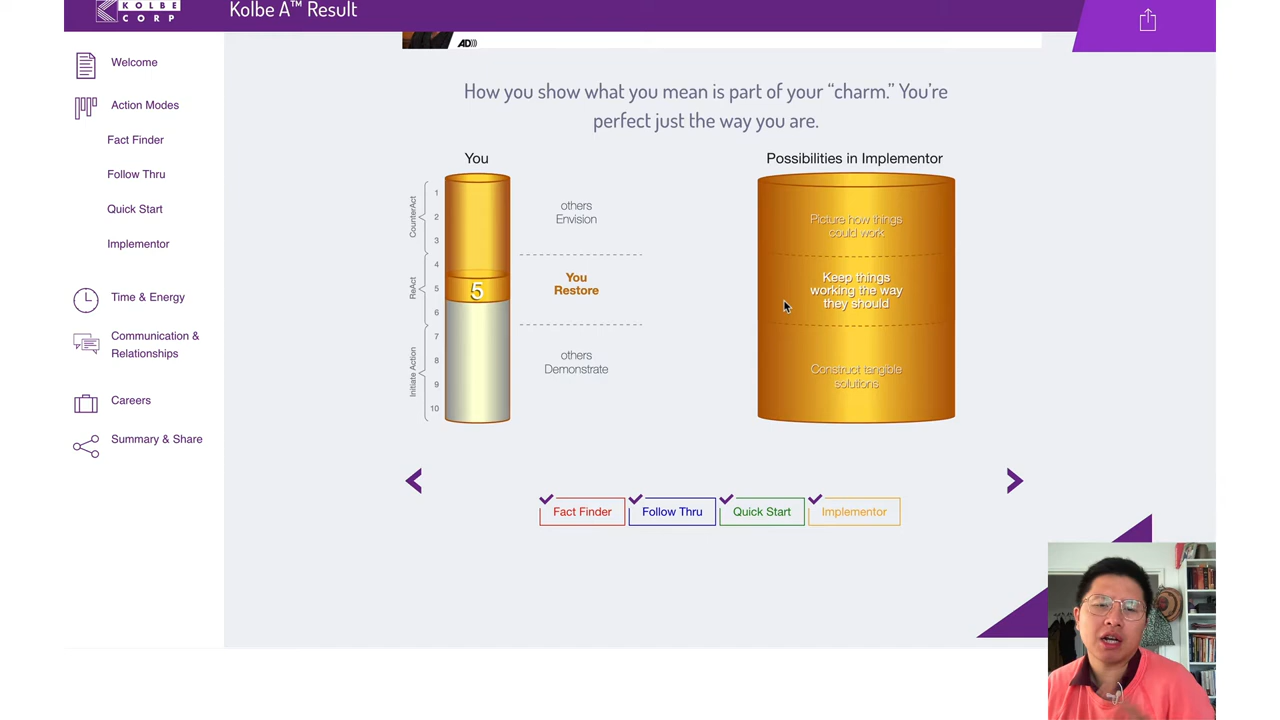 KOLBE
CORP
Kolbe A™ Result
Welcome
Action Modes
Fact Finder
Follow Thru
Quick Start
Implementor
Time & Energy
Communication &
Relationships
Careers
Summary & Share
AD
How you show what you mean is part of your “charm.” You’re
perfect just the way you are.
You
CounterAct
ReAct
Initiate Action
1
2
3
4
5
6
7
8
9
10
5
others
Envision
You
Restore
others
Demonstrate
Possibilities in Implementor
Picture how things
could work
Keep things
working the way
they should
Construct tangible
solutions
Fact Finder
Follow Thru
Quick Start
Implementor